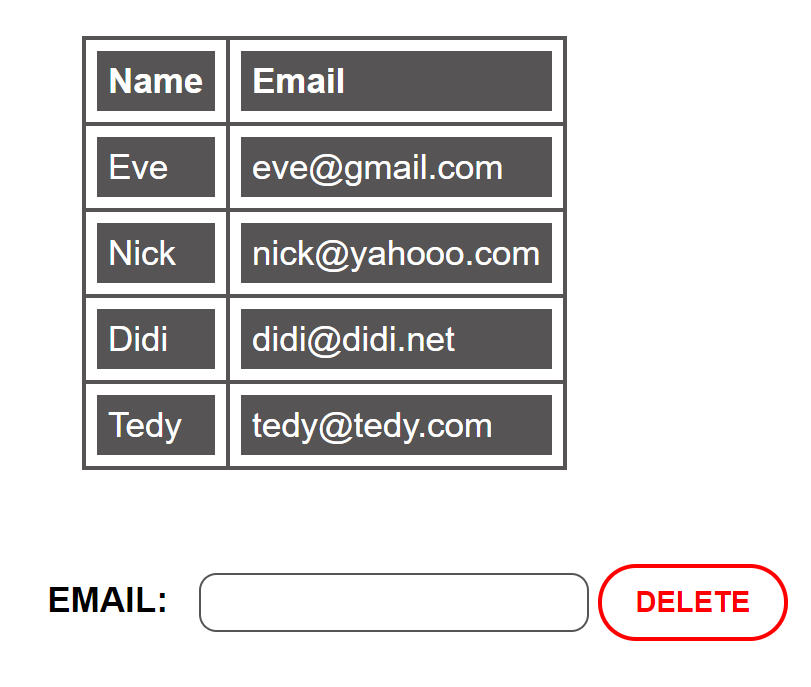 Name Email
Eve eve@gmail.com
Nick nick@yahooo.com
Didi didi@didi.net
Tedy tedy@tedy.com
EMAIL: DELETE